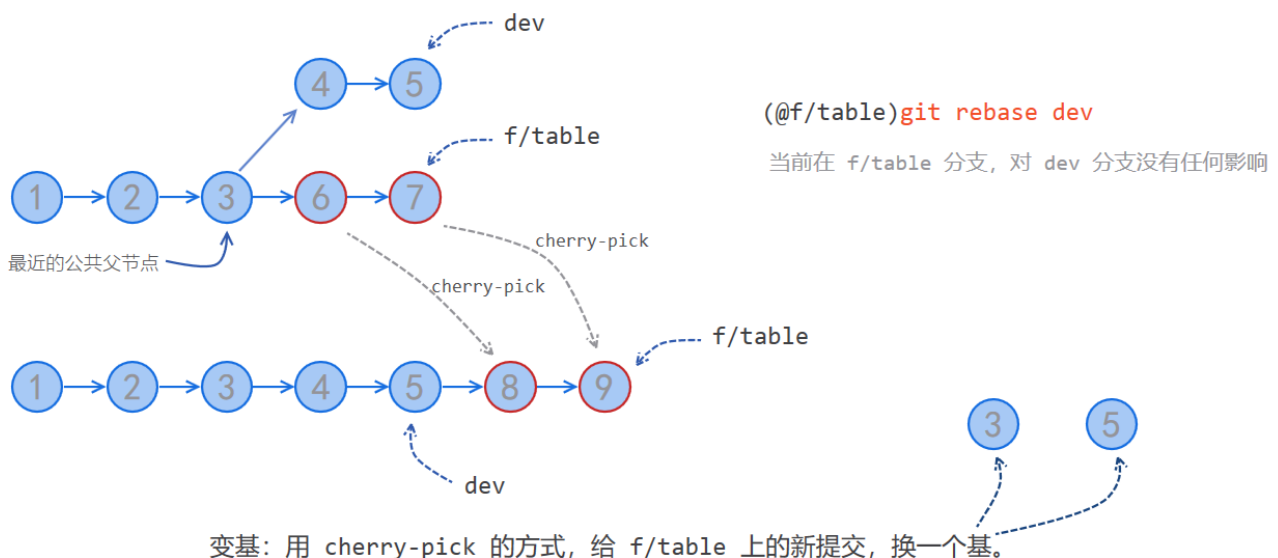 dev
4 5
(@f/table)git rebase dev
当前在 f/table 分支，对 dev 分支没有任何影响
f/table
1 2 3 6 7
最近的公共父节点
cherry-pick
cherry-pick
f/table
1 2 3 4 5 8 9
dev
3 5
变基：用 cherry-pick 的方式，给 f/table 上的新提交，换一个基。